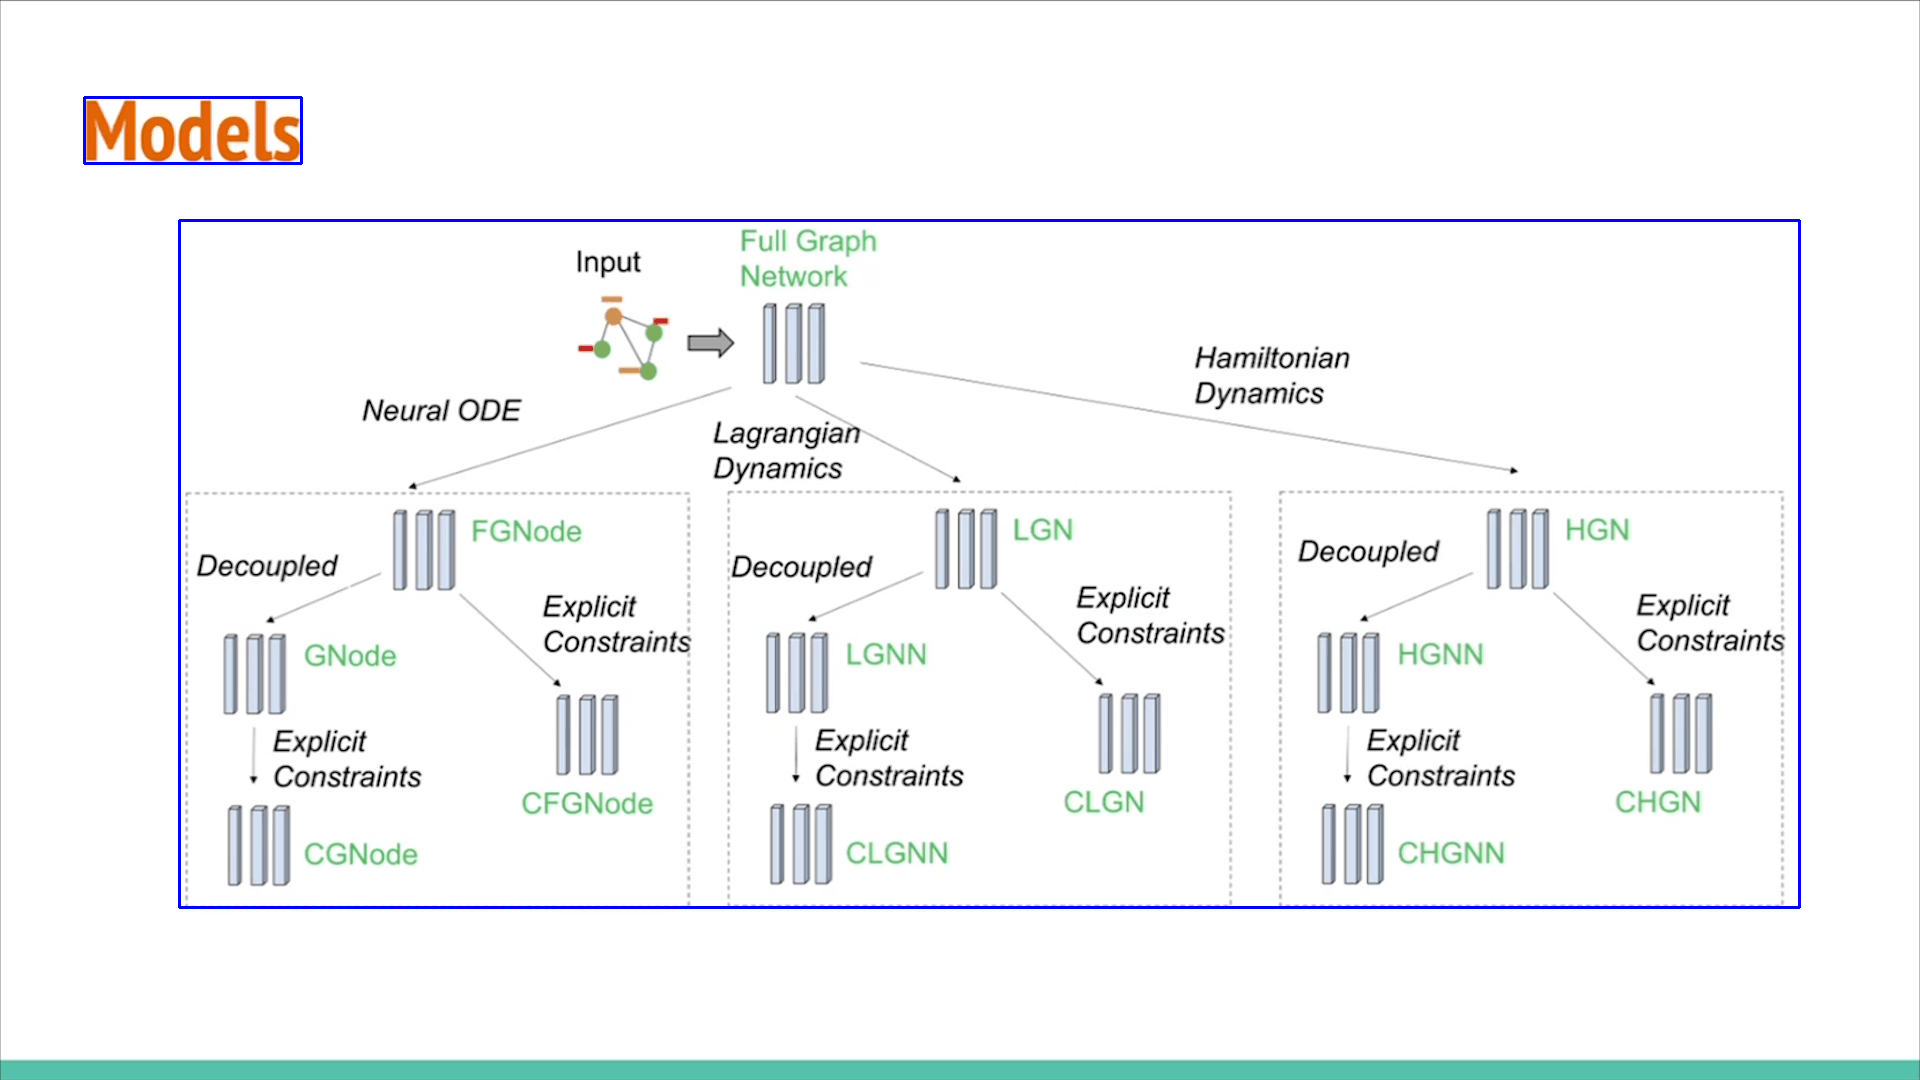 Models
Input
Full Graph
Network
Neural ODE
Lagrangian
Dynamics
Hamiltonian
Dynamics
FGNode
Decoupled
Explicit
Constraints
GNode
Explicit
Constraints
CFGNode
CGNode
LGN
Decoupled
Explicit
Constraints
LGNN
Explicit
Constraints
CLGN
CLGNN
HGN
Decoupled
Explicit
Constraints
HGNN
Explicit
Constraints
CHGN
CHGNN